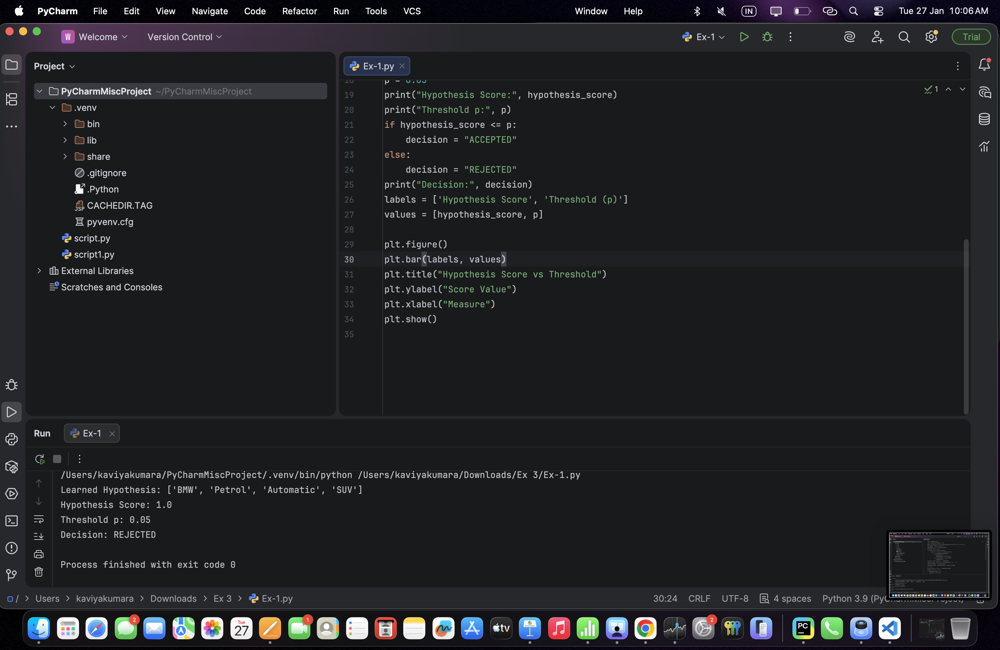 PyCharm File Edit View Navigate Code Refactor Run Tools VCS Window Help IN Tue 27 Jan 10:06 AM
W Welcome Version Control Ex-1 Trial
Project
PyCharmMiscProject ~/PyCharmMiscProject
.venv
bin
lib
share
.gitignore
.Python
JSP CACHEDIR.TAG
pyvenv.cfg
script.py
script1.py
External Libraries
Scratches and Consoles
Ex-1.py
1
18 p = 0.05
19 print("Hypothesis Score:", hypothesis_score)
20 print("Threshold p:", p)
21 if hypothesis_score <= p:
22 decision = "ACCEPTED"
23 else:
24 decision = "REJECTED"
25 print("Decision:", decision)
26 labels = ['Hypothesis Score', 'Threshold (p)']
27 values = [hypothesis_score, p]
28
29 plt.figure()
30 plt.bar(labels, values)
31 plt.title("Hypothesis Score vs Threshold")
32 plt.ylabel("Score Value")
33 plt.xlabel("Measure")
34 plt.show()
35
Run Ex-1
/Users/kaviyakumara/PyCharmMiscProject/.venv/bin/python /Users/kaviyakumara/Downloads/Ex 3/Ex-1.py
Learned Hypothesis: ['BMW', 'Petrol', 'Automatic', 'SUV']
Hypothesis Score: 1.0
Threshold p: 0.05
Decision: REJECTED
Process finished with exit code 0
/ > Users > kaviyakumara > Downloads > Ex 3 > Ex-1.py 30:24 CRLF UTF-8 4 spaces Python 3.9 (PyCharmMiscProject)
2 Tue 27 1 tv 2 PC